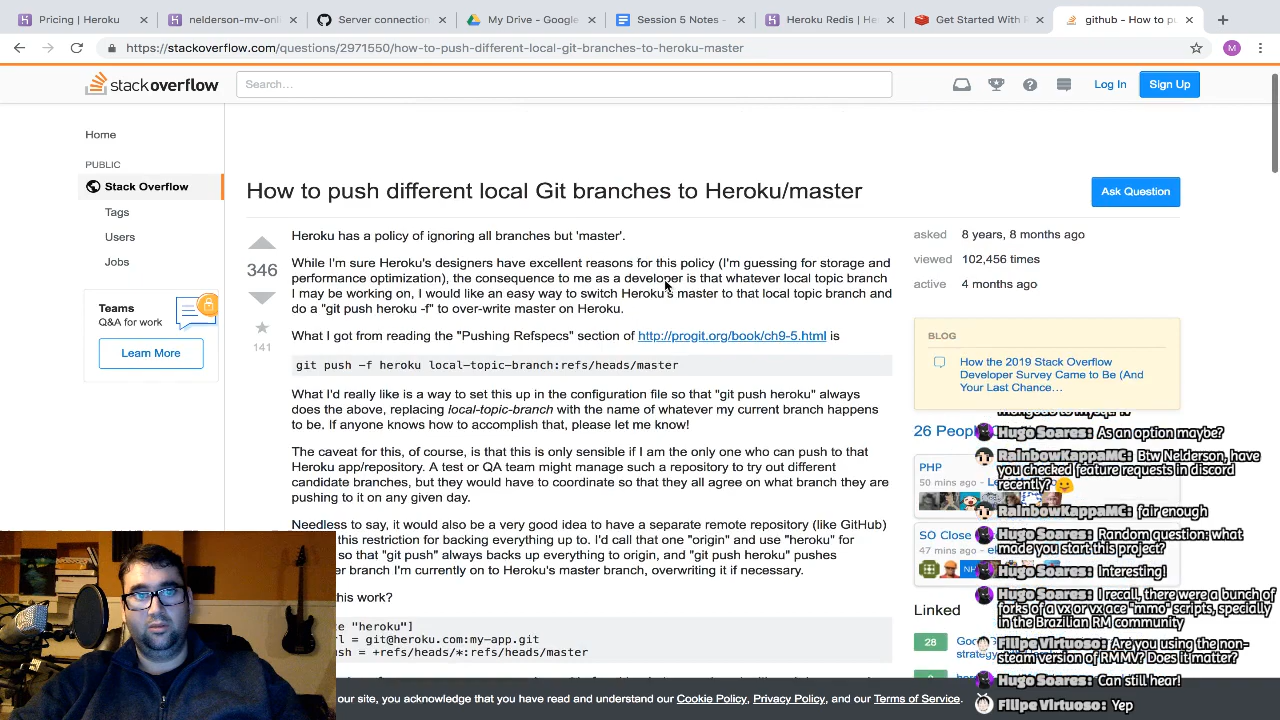 Pricing | Heroku
nelderson-mv-onli
Server connection
My Drive - Google
Session 5 Notes -
Heroku Redis | He
Get Started With R
github - How to pu
https://stackoverflow.com/questions/2971550/how-to-push-different-local-git-branches-to-heroku-master
M
stackoverflow
Search...
Log In
Sign Up
Home
PUBLIC
Stack Overflow
Tags
Users
Jobs
Teams
Q&A for work
Learn More
How to push different local Git branches to Heroku/master
Ask Question
346
141
Heroku has a policy of ignoring all branches but 'master'.
While I'm sure Heroku's designers have excellent reasons for this policy (I'm guessing for storage and
performance optimization), the consequence to me as a developer is that whatever local topic branch
I may be working on, I would like an easy way to switch Heroku's master to that local topic branch and
do a "git push heroku -f" to over-write master on Heroku.
What I got from reading the "Pushing Refspecs" section of http://progit.org/book/ch9-5.html is
git push -f heroku local-topic-branch:refs/heads/master
What I'd really like is a way to set this up in the configuration file so that "git push heroku" always
does the above, replacing local-topic-branch with the name of whatever my current branch happens
to be. If anyone knows how to accomplish that, please let me know!
The caveat for this, of course, is that this is only sensible if I am the only one who can push to that
Heroku app/repository. A test or QA team might manage such a repository to try out different
candidate branches, but they would have to coordinate so that they all agree on what branch they are
pushing to it on any given day.
Needless to say, it would also be a very good idea to have a separate remote repository (like GitHub)
this restriction for backing everything up to. I'd call that one "origin" and use "heroku" for
so that "git push" always backs up everything to origin, and "git push heroku" pushes
er branch I'm currently on to Heroku's master branch, overwriting it if necessary.
this work?
"heroku"]
= git@heroku.com:my-app.git
= +refs/heads/*:refs/heads/master
asked 8 years, 8 months ago
viewed 102,456 times
active 4 months ago
BLOG
How the 2019 Stack Overflow
Developer Survey Came to Be (And
Your Last Chance…
26 Peop
PHP
50 mins ago
SO Close
47 mins ago
Linked
28
Hugo Soares: As an option maybe?
RainbowKappaMC: Btw Nelderson, have
you checked feature requests in discord
recently?
RainbowKappaMC: fair enough
Hugo Soares: Random question: what
made you start this project?
Hugo Soares: Interesting!
Hugo Soares: I recall, there were a bunch of
forks of a vx or vx ace "mmo" scripts, specially
in the Brazilian RM community
Filipe Virtuoso: Are you using the non-
steam version of RMMV? Does it matter?
Hugo Soares: Can still hear!
Filipe Virtuoso: Yep
our site, you acknowledge that you have read and understand our Cookie Policy, Privacy Policy, and our Terms of Service.